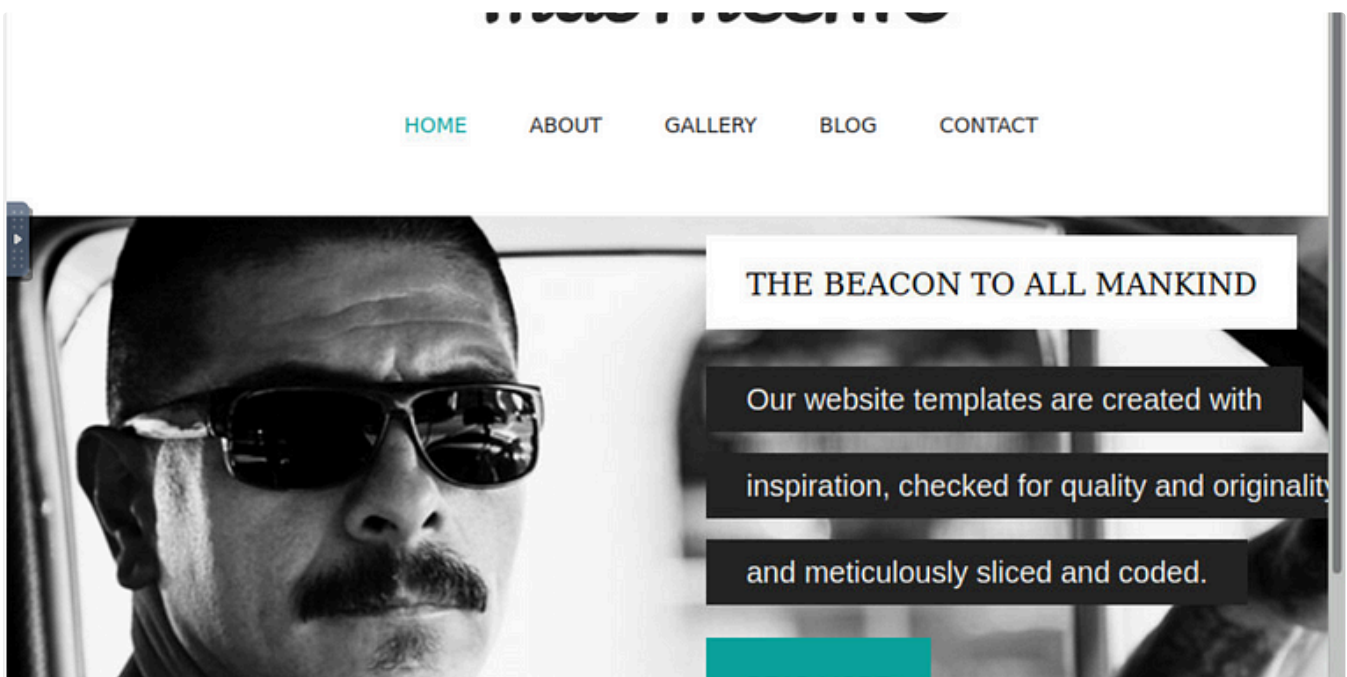 HOME ABOUT GALLERY BLOG CONTACT
THE BEACON TO ALL MANKIND
Our website templates are created with
inspiration, checked for quality and originality
and meticulously sliced and coded.